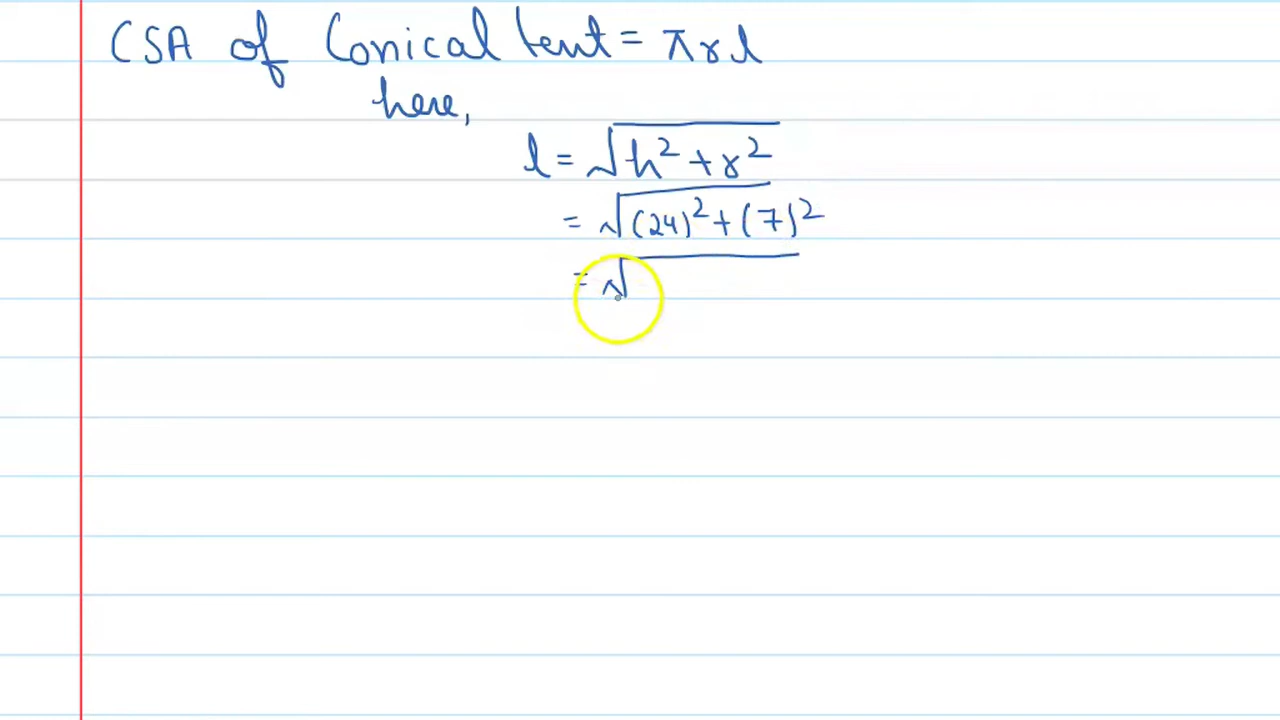 CSA of Conical tent = πrl
here,
l = √h² + r²
= √(24)² + (7)²
= √